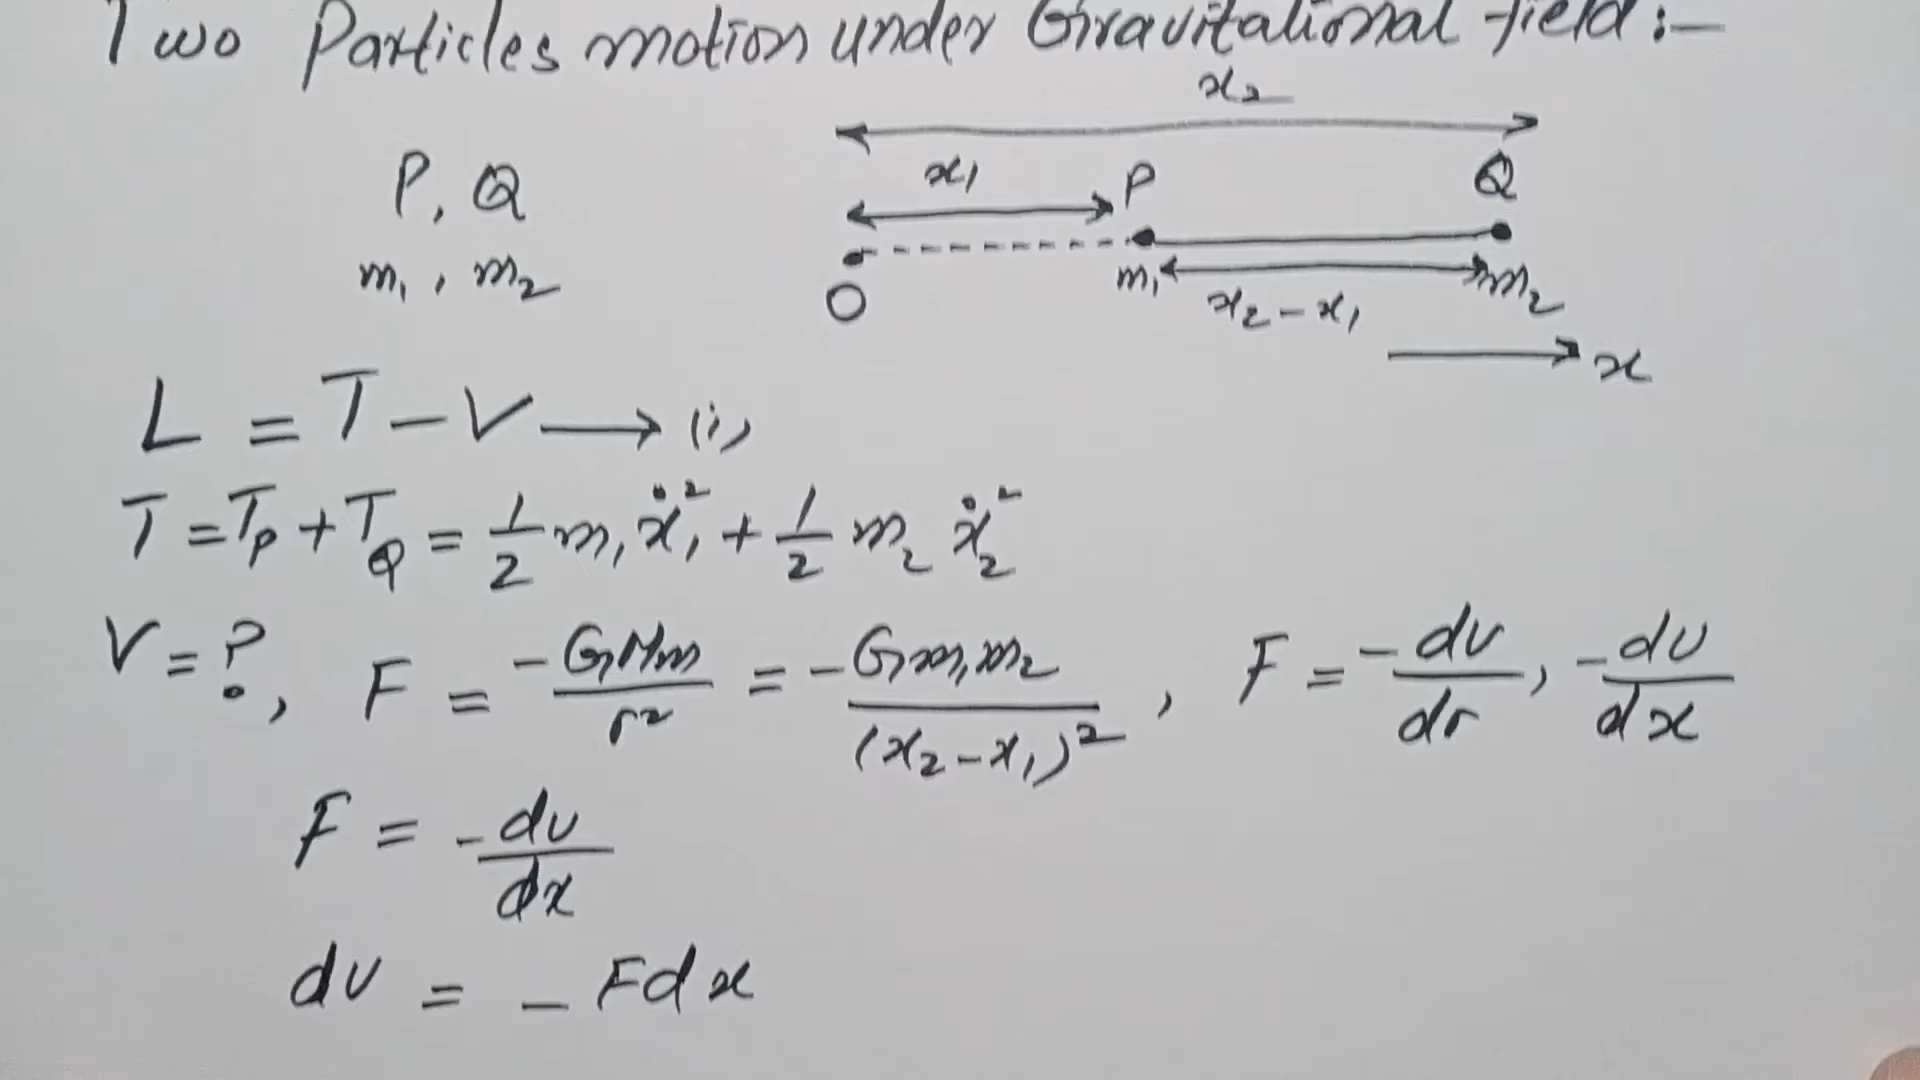 Two Particles motion under Gravitational field :-
x₂
x₁ P Q
P, Q
m₁, m₂
O m₁ x₂ - x₁ m₂
→ x
L = T - V → (i)
T = T_P + T_Q = 1/2 m₁ ẋ₁² + 1/2 m₂ ẋ₂²
V = ?, F = -GMm/r² = -Gm₁m₂/(x₂ - x₁)², F = -dv/dr, -dv/dx
F = -dv/dx
dv = - Fdx